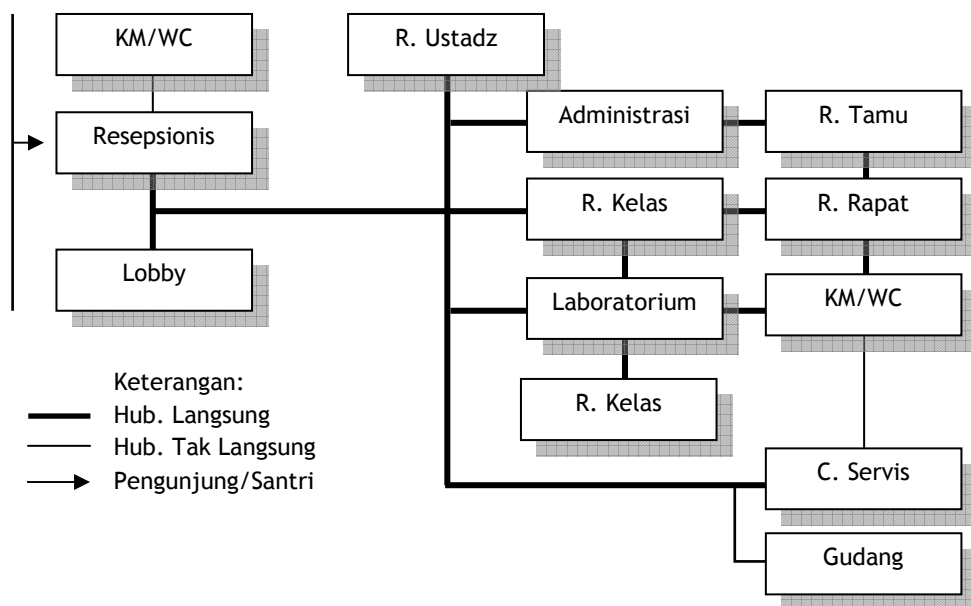 KM/WC
R. Ustadz
Administrasi
R. Tamu
Resepsionis
R. Kelas
R. Rapat
Lobby
Laboratorium
KM/WC
R. Kelas
C. Servis
Gudang
Keterangan:
Hub. Langsung
Hub. Tak Langsung
Pengunjung/Santri